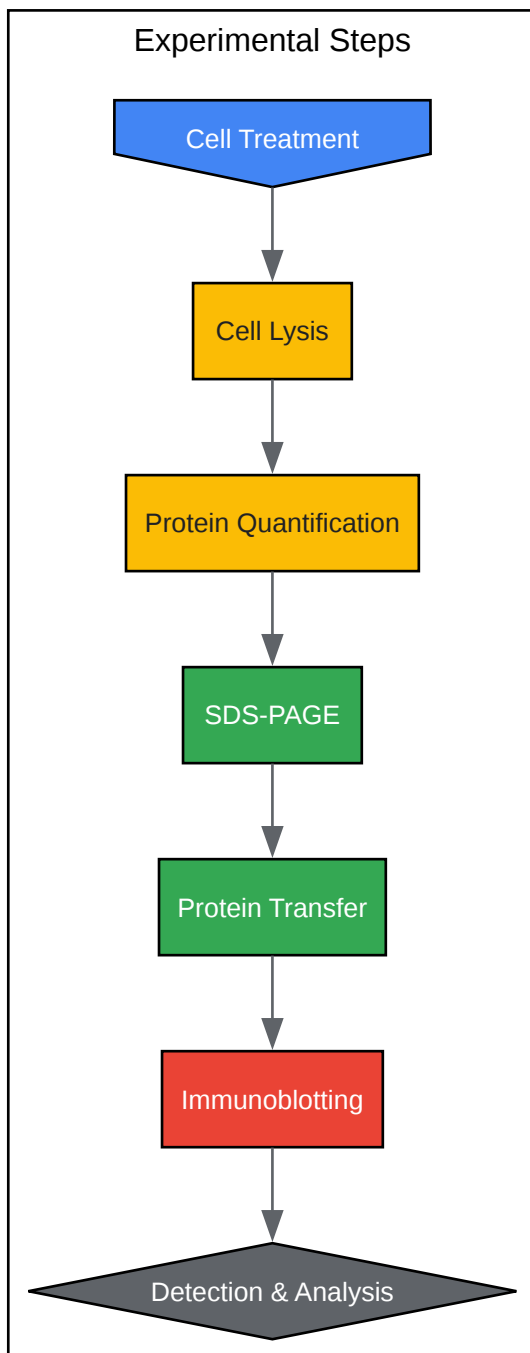 Experimental Steps
Cell Treatment
Cell Lysis
Protein Quantification
SDS-PAGE
Protein Transfer
Immunoblotting
Detection & Analysis